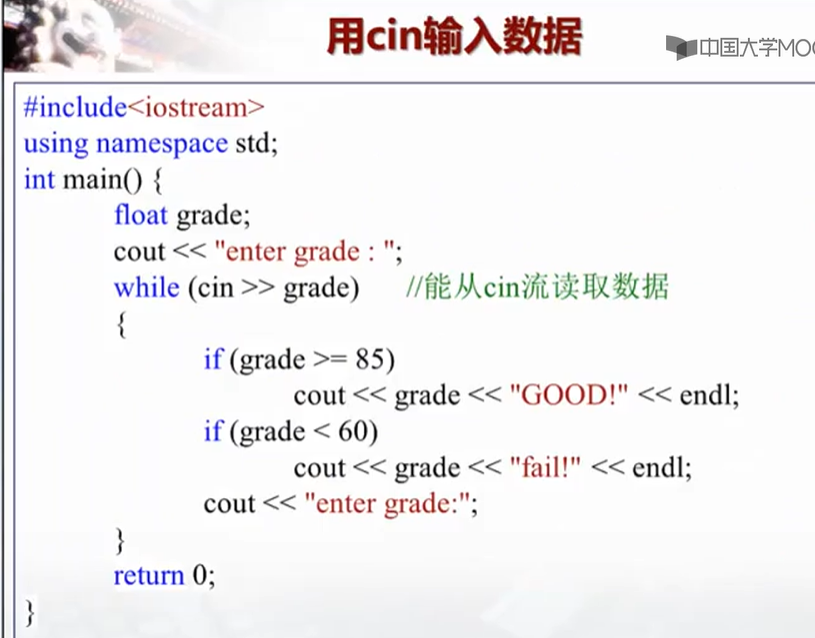 用cin输入数据
中国大学MOO
#include<iostream>
using namespace std;
int main() {
float grade;
cout << "enter grade : ";
while (cin >> grade) //能从cin流读取数据
{
if (grade >= 85)
cout << grade << "GOOD!" << endl;
if (grade < 60)
cout << grade << "fail!" << endl;
cout << "enter grade:";
}
return 0;
}